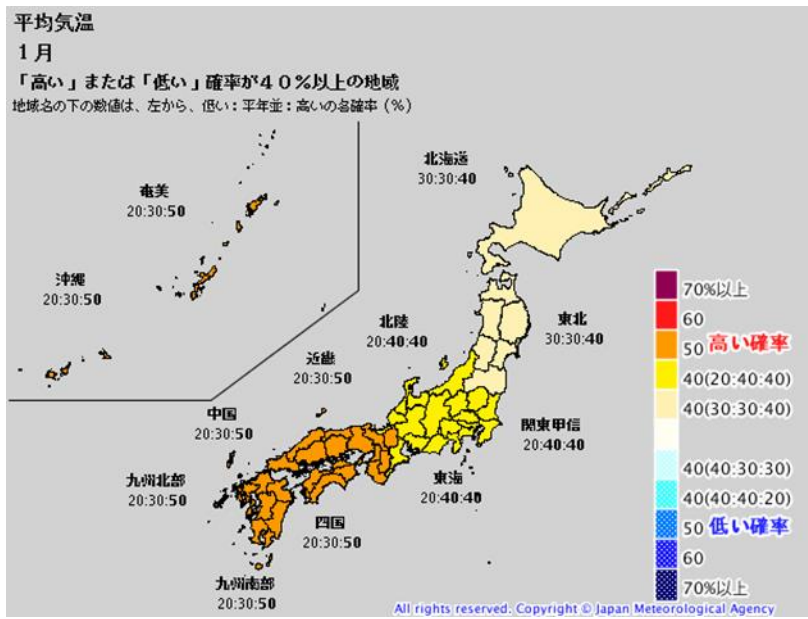 平均気温
1月
「高い」または「低い」確率が40%以上の地域
地域名の下の数値は、左から、低い:平年並:高いの各確率(%)
北海道
30:30:40
奄美
20:30:50
沖縄
20:30:50
北陸
20:40:40
東北
30:30:40
近畿
20:30:50
中国
20:30:50
関東甲信
20:40:40
九州北部
20:30:50
東海
20:40:40
四国
20:30:50
九州南部
20:30:50
70%以上
60
50 高い確率
40(20:40:40)
40(30:30:40)
40(40:30:30)
40(40:40:20)
50 低い確率
60
70%以上
All rights reserved. Copyright © Japan Meteorological Agency